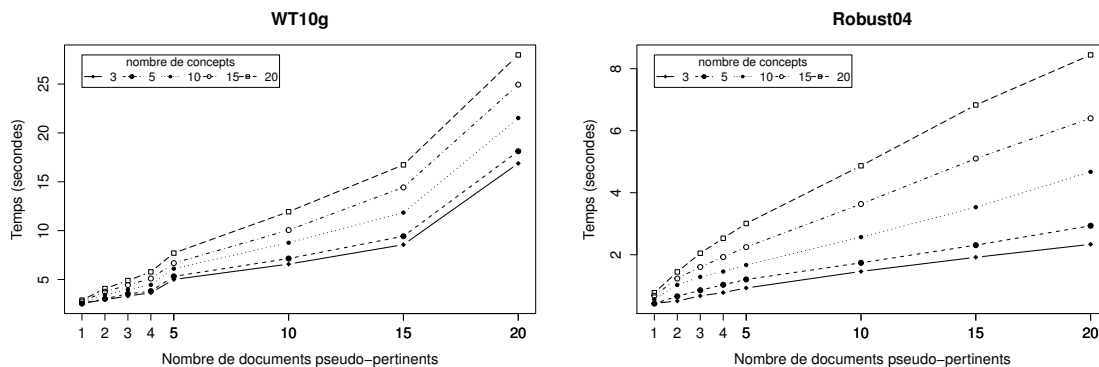 WT10g
nombre de concepts
3 5 10 15 20
Temps (secondes)
25
20
15
10
5
1 2 3 4 5 10 15 20
Nombre de documents pseudo−pertinents
Robust04
nombre de concepts
3 5 10 15 20
Temps (secondes)
8
6
4
2
1 2 3 4 5 10 15 20
Nombre de documents pseudo−pertinents